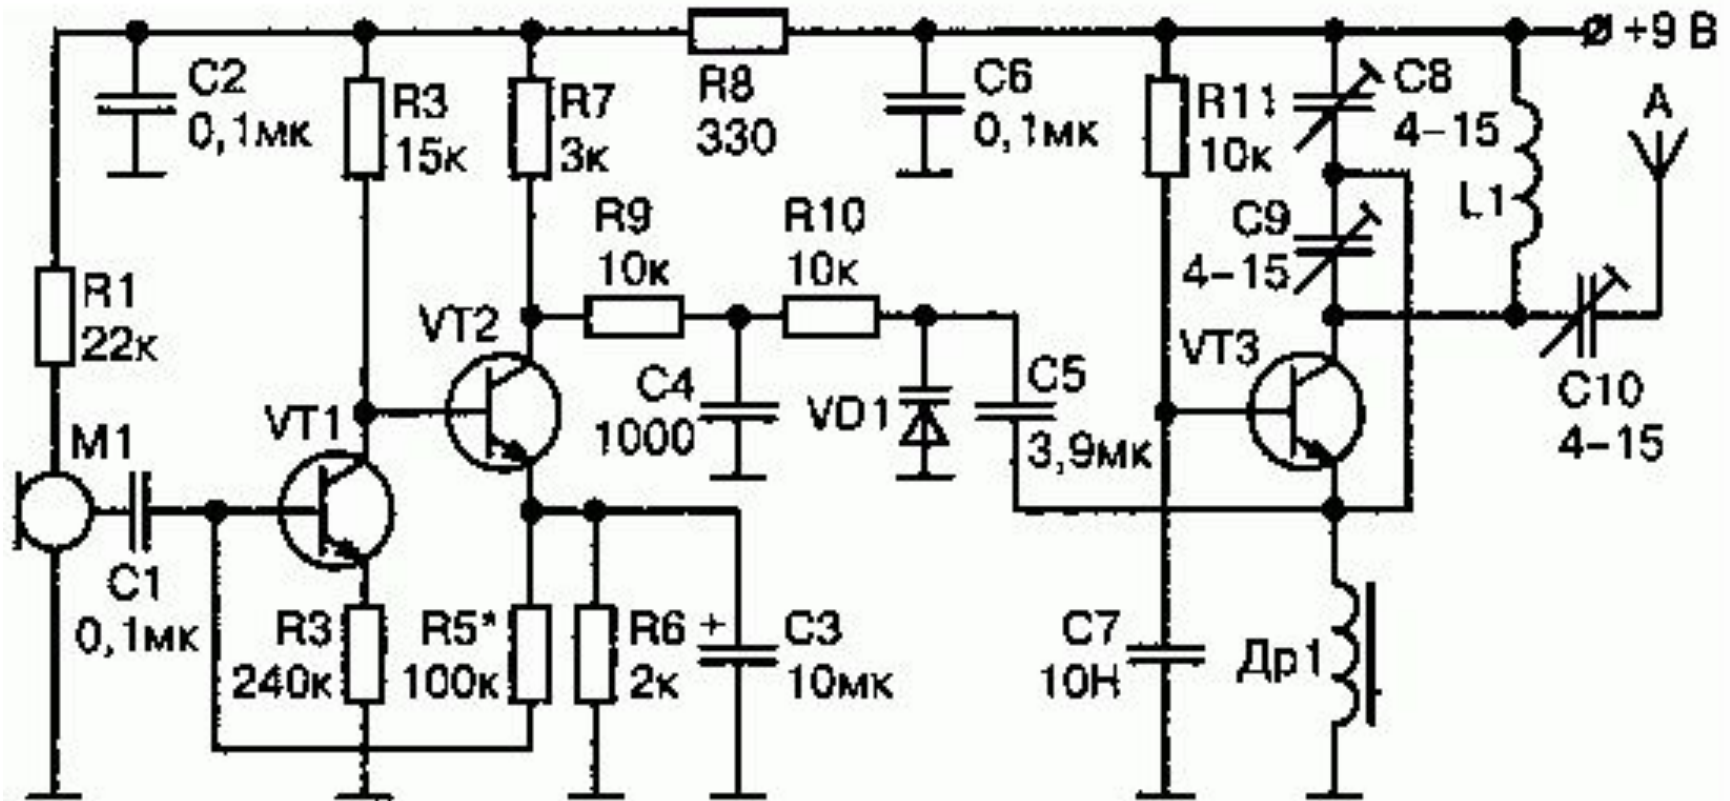 +9 В
C2
0,1мк
R3
15к
R7
3к
R8
330
C6
0,1мк
R11
10к
C8
4-15
A
R9
10к
R10
10к
C9
4-15
L1
R1
22к
VT2
VT3
C4
1000
VD1
C5
3,9мк
C10
4-15
M1
VT1
C1
0,1мк
R3
240к
R5*
100к
R6
2к
+
C3
10мк
C7
10Н
Др1